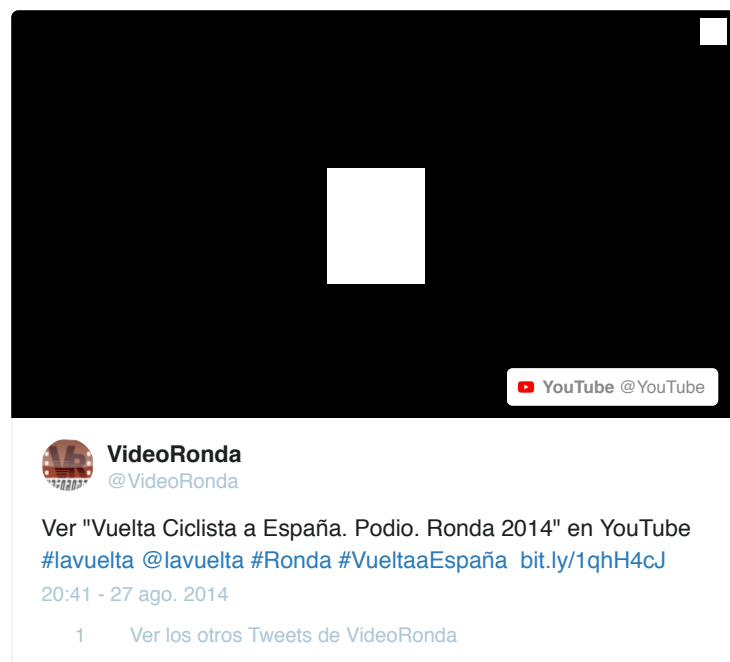 YouTube @YouTube
VideoRonda
@VideoRonda
Ver "Vuelta Ciclista a España. Podio. Ronda 2014" en YouTube
#lavuelta @lavuelta #Ronda #VueltaaEspaña bit.ly/1qhH4cJ
20:41 - 27 ago. 2014
1 Ver los otros Tweets de VideoRonda